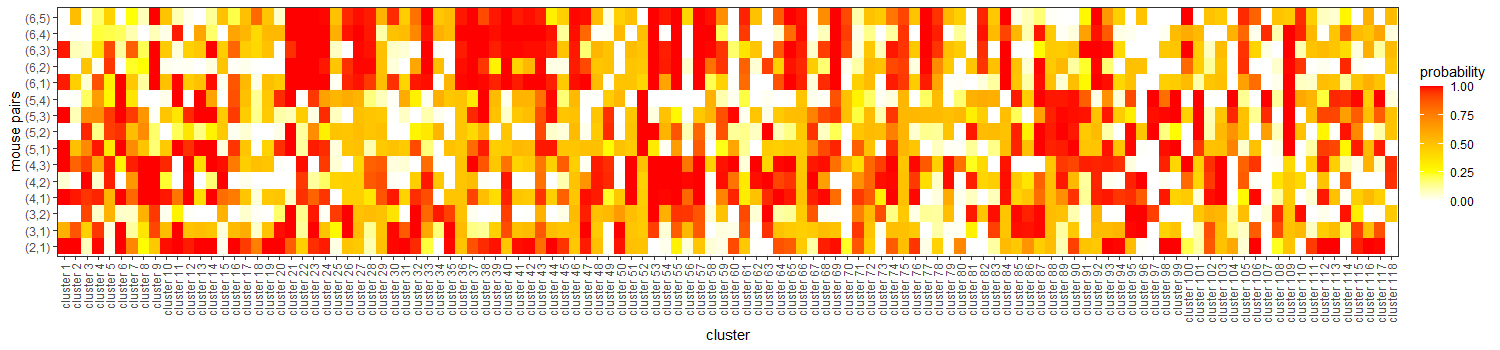 mouse pairs
(6,5)
(6,4)
(6,3)
(6,2)
(6,1)
(5,4)
(5,3)
(5,2)
(5,1)
(4,3)
(4,2)
(4,1)
(3,2)
(3,1)
(2,1)
cluster 1
cluster 2
cluster 3
cluster 4
cluster 5
cluster 6
cluster 7
cluster 8
cluster 9
cluster 10
cluster 11
cluster 12
cluster 13
cluster 14
cluster 15
cluster 16
cluster 17
cluster 18
cluster 19
cluster 20
cluster 21
cluster 22
cluster 23
cluster 24
cluster 25
cluster 26
cluster 27
cluster 28
cluster 29
cluster 30
cluster 31
cluster 32
cluster 33
cluster 34
cluster 35
cluster 36
cluster 37
cluster 38
cluster 39
cluster 40
cluster 41
cluster 42
cluster 43
cluster 44
cluster 45
cluster 46
cluster 47
cluster 48
cluster 49
cluster 50
cluster 51
cluster 52
cluster 53
cluster 54
cluster 55
cluster 56
cluster 57
cluster 58
cluster 59
cluster 60
cluster 61
cluster 62
cluster 63
cluster 64
cluster 65
cluster 66
cluster 67
cluster 68
cluster 69
cluster 70
cluster 71
cluster 72
cluster 73
cluster 74
cluster 75
cluster 76
cluster 77
cluster 78
cluster 79
cluster 80
cluster 81
cluster 82
cluster 83
cluster 84
cluster 85
cluster 86
cluster 87
cluster 88
cluster 89
cluster 90
cluster 91
cluster 92
cluster 93
cluster 94
cluster 95
cluster 96
cluster 97
cluster 98
cluster 99
cluster 100
cluster 101
cluster 102
cluster 103
cluster 104
cluster 105
cluster 106
cluster 107
cluster 108
cluster 109
cluster 110
cluster 111
cluster 112
cluster 113
cluster 114
cluster 115
cluster 116
cluster 117
cluster 118
cluster
probability
1.00
0.75
0.50
0.25
0.00